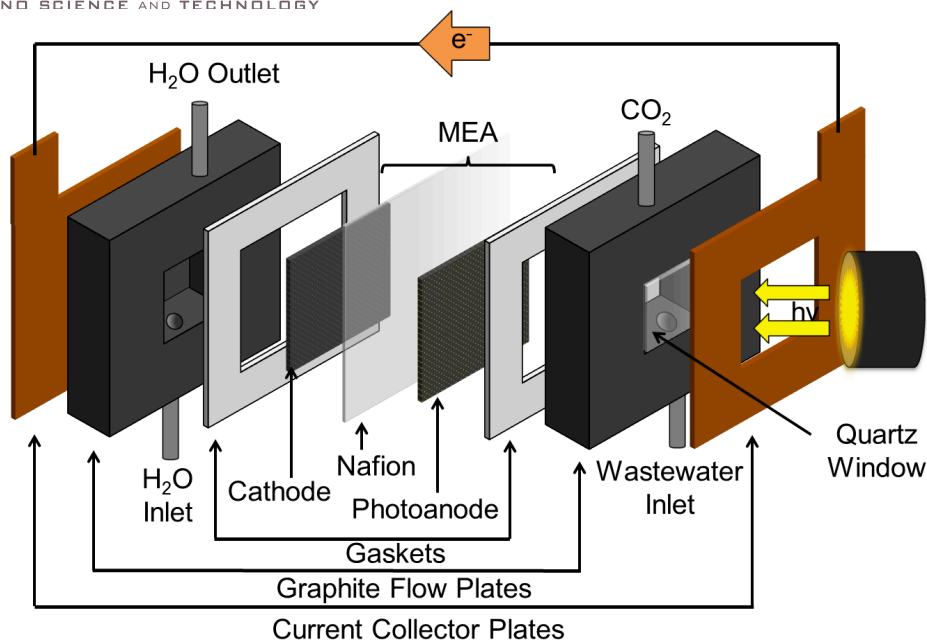 NO SCIENCE AND TECHNOLOGY
e-
H2O Outlet
CO2
MEA
hν
Quartz
Window
Nafion
H2O
Inlet
Cathode
Photoanode
Wastewater
Inlet
Gaskets
Graphite Flow Plates
Current Collector Plates